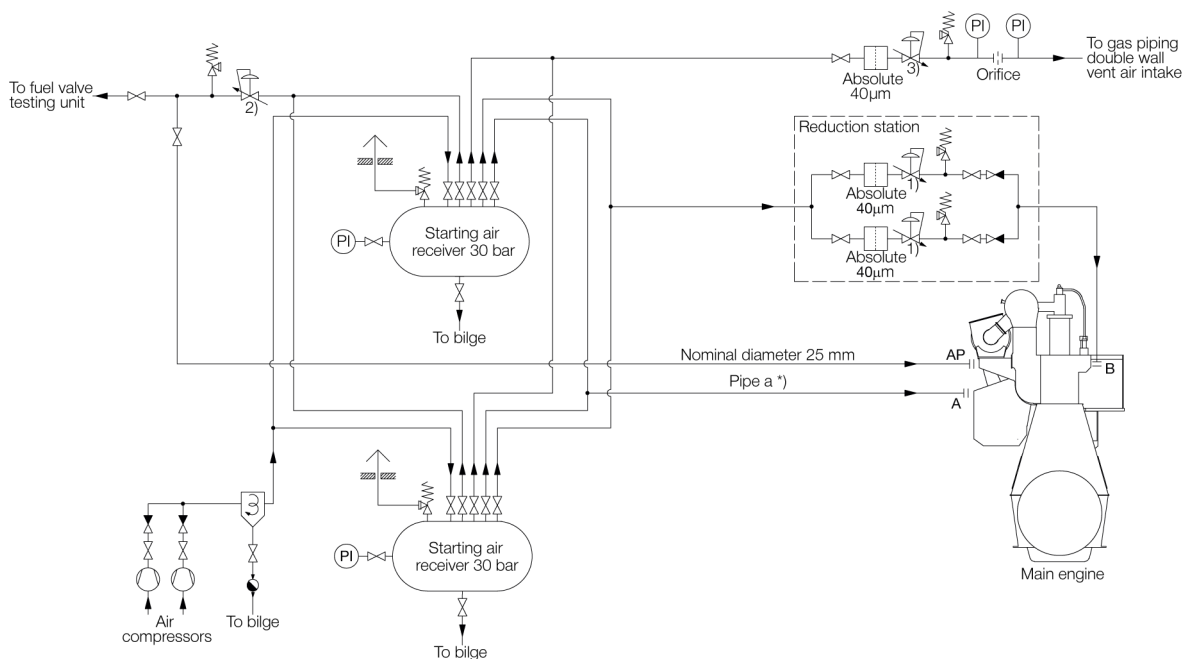 PI
PI
To gas piping
double wall
vent air intake
3)
Orifice
Absolute
40μm
To fuel valve
testing unit
2)
Reduction station
1)
Absolute
40μm
1)
Absolute
40μm
PI
Starting air
receiver 30 bar
To bilge
Nominal diameter 25 mm
AP
B
Pipe a *)
A
PI
Starting air
receiver 30 bar
Main engine
Air
compressors
To bilge
To bilge